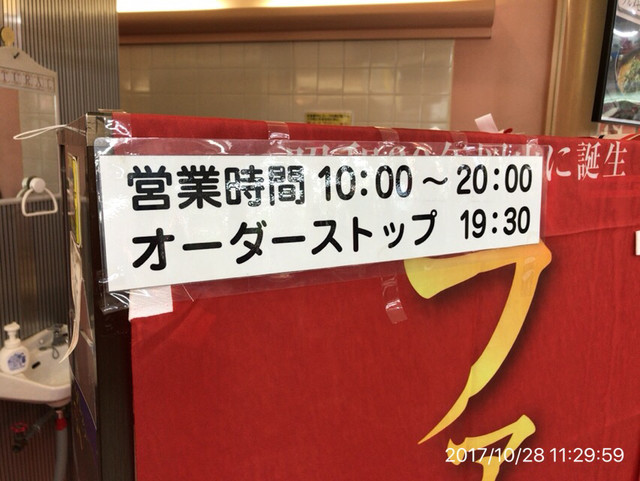 営業時間 10:00～20:00
オーダーストップ 19:30
に誕生
フ
2017/10/28 11:29:59